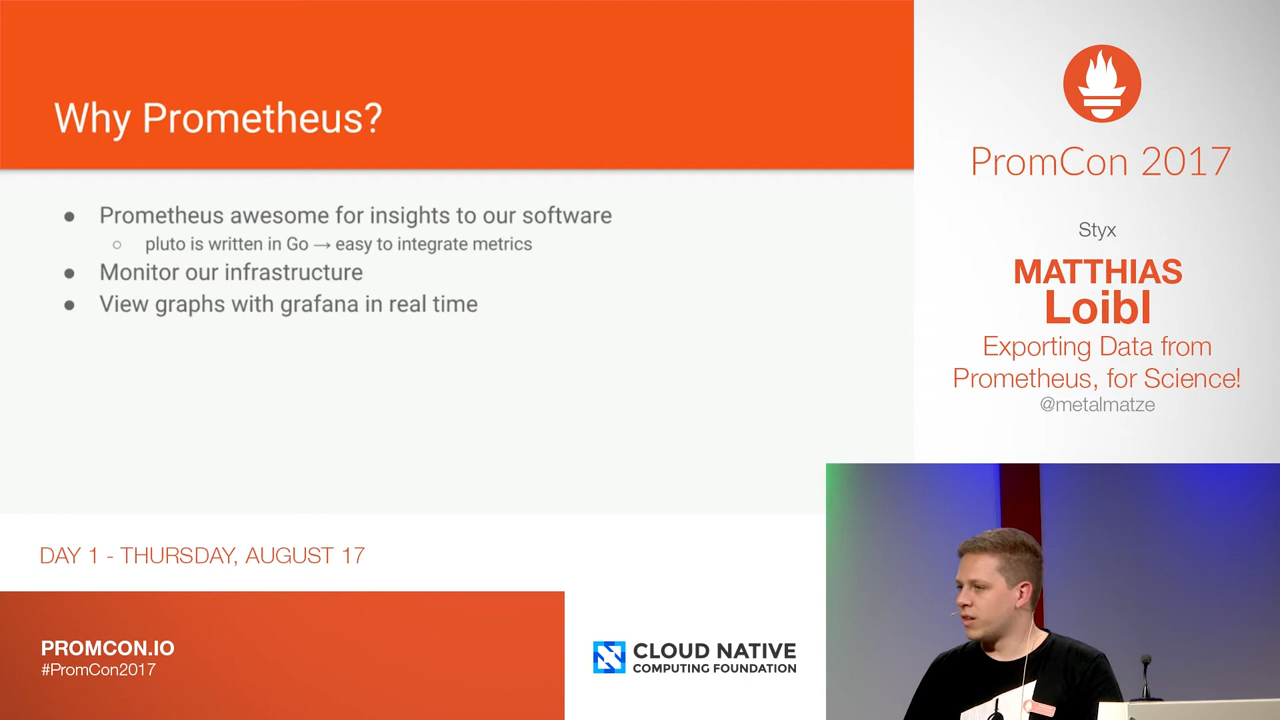 Why Prometheus?
● Prometheus awesome for insights to our software
○ pluto is written in Go → easy to integrate metrics
● Monitor our infrastructure
● View graphs with grafana in real time
PromCon 2017
Styx
MATTHIAS
Loibl
Exporting Data from
Prometheus, for Science!
@metalmatze
DAY 1 - THURSDAY, AUGUST 17
PROMCON.IO
#PromCon2017
CLOUD NATIVE
COMPUTING FOUNDATION